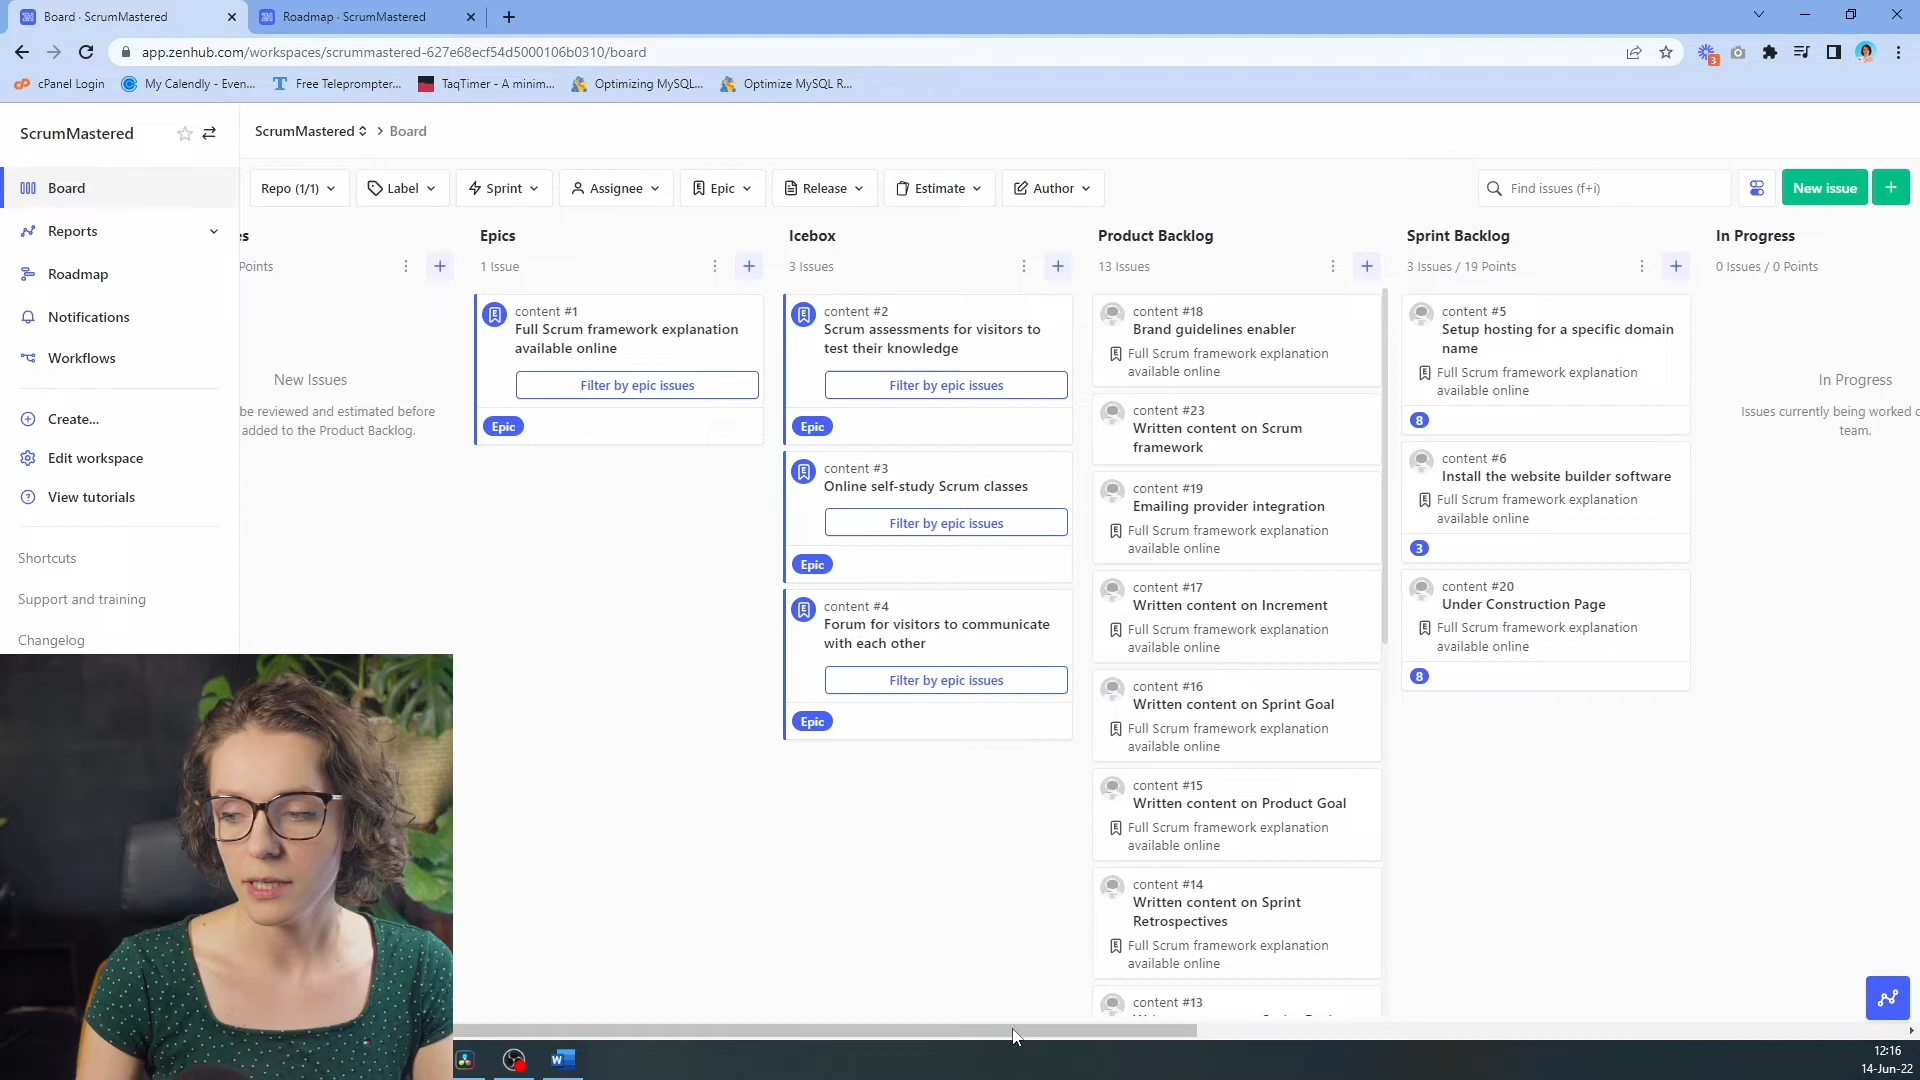 Board · ScrumMastered
Roadmap · ScrumMastered
app.zenhub.com/workspaces/scrummastered-627e68ecf54d5000106b0310/board
3
cPanel Login
My Calendly - Even...
Free Teleprompter...
TaqTimer - A minim...
Optimizing MySQL...
Optimize MySQL R...
ScrumMastered
ScrumMastered > Board
Board
Reports
Roadmap
Notifications
Workflows
Create...
Edit workspace
View tutorials
Shortcuts
Support and training
Changelog
Repo (1/1)
Label
Sprint
Assignee
Epic
Release
Estimate
Author
Find issues (f+i)
New issue
es
Points
New Issues
be reviewed and estimated before
added to the Product Backlog.
Epics
1 Issue
content #1
Full Scrum framework explanation
available online
Filter by epic issues
Epic
Icebox
3 Issues
content #2
Scrum assessments for visitors to
test their knowledge
Filter by epic issues
Epic
content #3
Online self-study Scrum classes
Filter by epic issues
Epic
content #4
Forum for visitors to communicate
with each other
Filter by epic issues
Epic
Product Backlog
13 Issues
content #18
Brand guidelines enabler
Full Scrum framework explanation
available online
content #23
Written content on Scrum
framework
content #19
Emailing provider integration
Full Scrum framework explanation
available online
content #17
Written content on Increment
Full Scrum framework explanation
available online
content #16
Written content on Sprint Goal
Full Scrum framework explanation
available online
content #15
Written content on Product Goal
Full Scrum framework explanation
available online
content #14
Written content on Sprint
Retrospectives
Full Scrum framework explanation
available online
content #13
Sprint Backlog
3 Issues / 19 Points
content #5
Setup hosting for a specific domain
name
Full Scrum framework explanation
available online
8
content #6
Install the website builder software
Full Scrum framework explanation
available online
3
content #20
Under Construction Page
Full Scrum framework explanation
available online
8
In Progress
0 Issues / 0 Points
In Progress
Issues currently being worked
team.
12:16
14-Jun-22